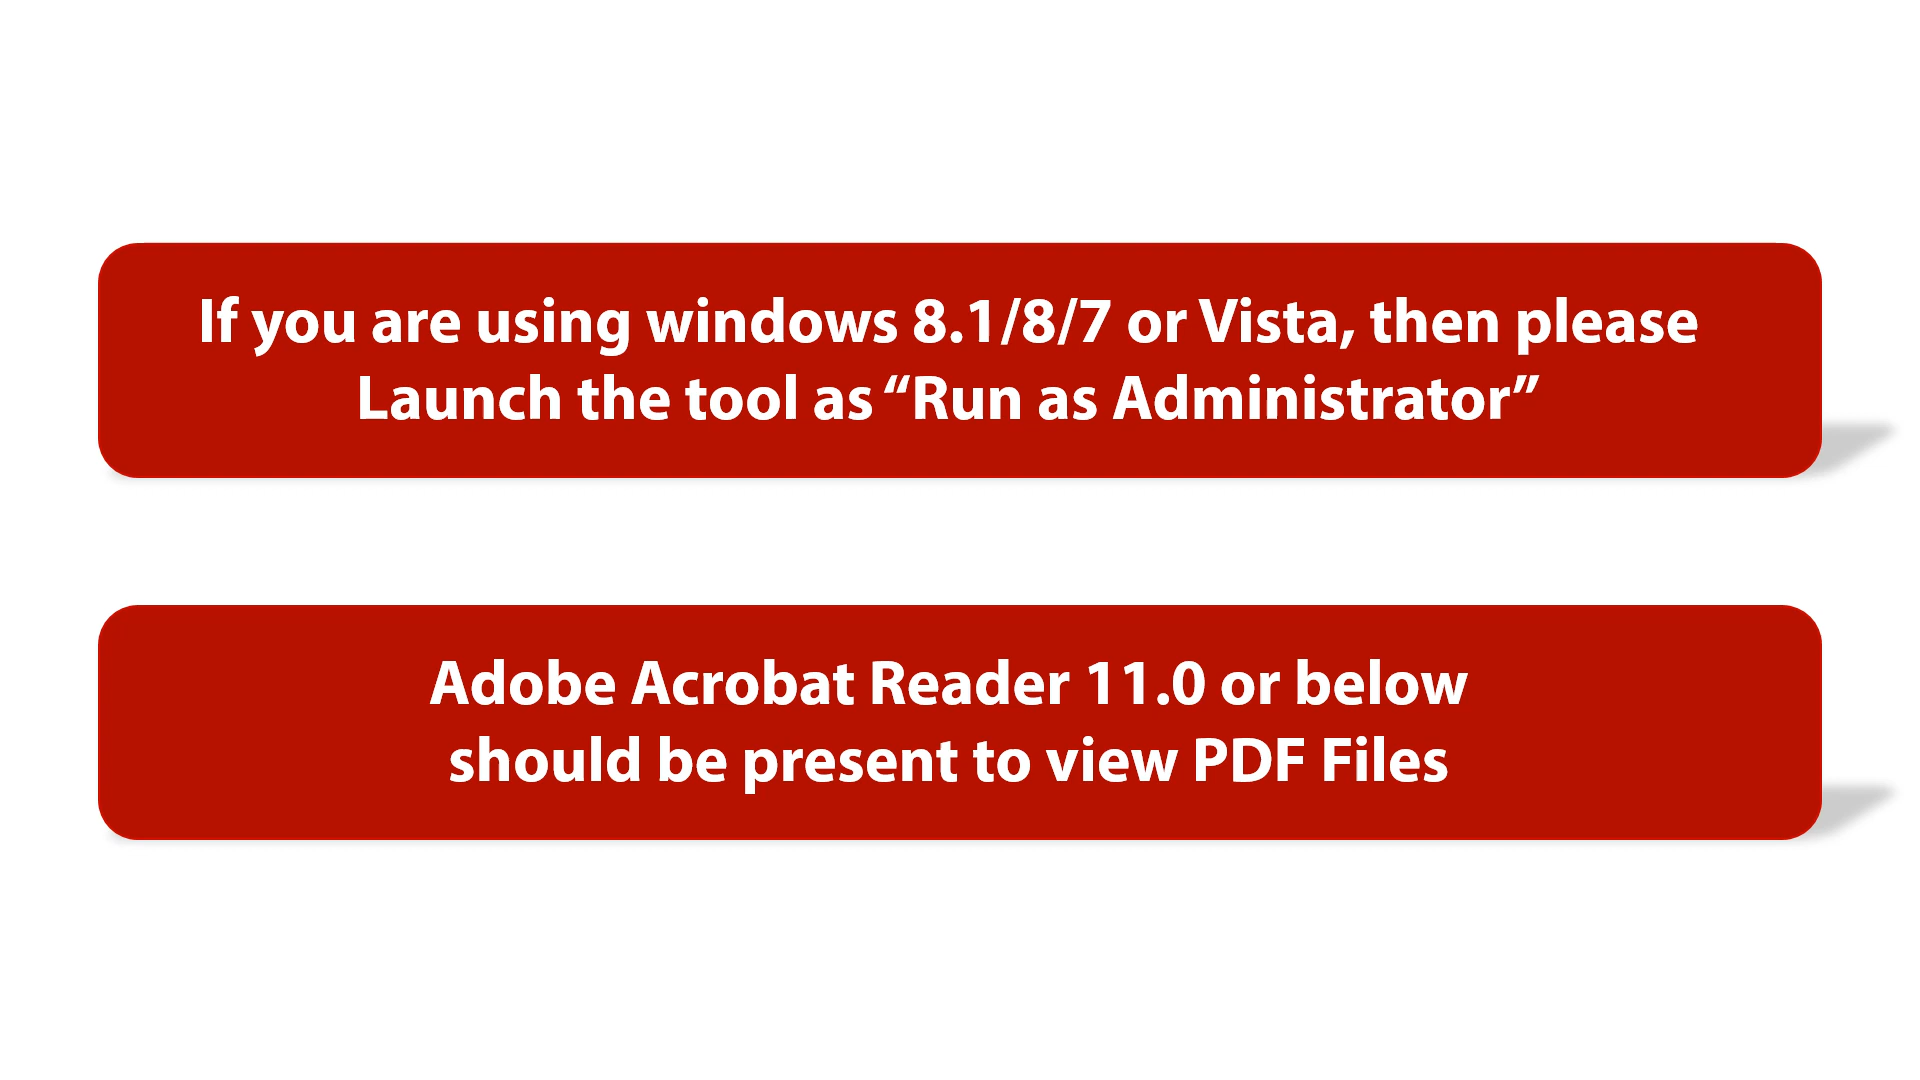 If you are using windows 8.1/8/7 or Vista, then please
Launch the tool as “Run as Administrator”
Adobe Acrobat Reader 11.0 or below
should be present to view PDF Files